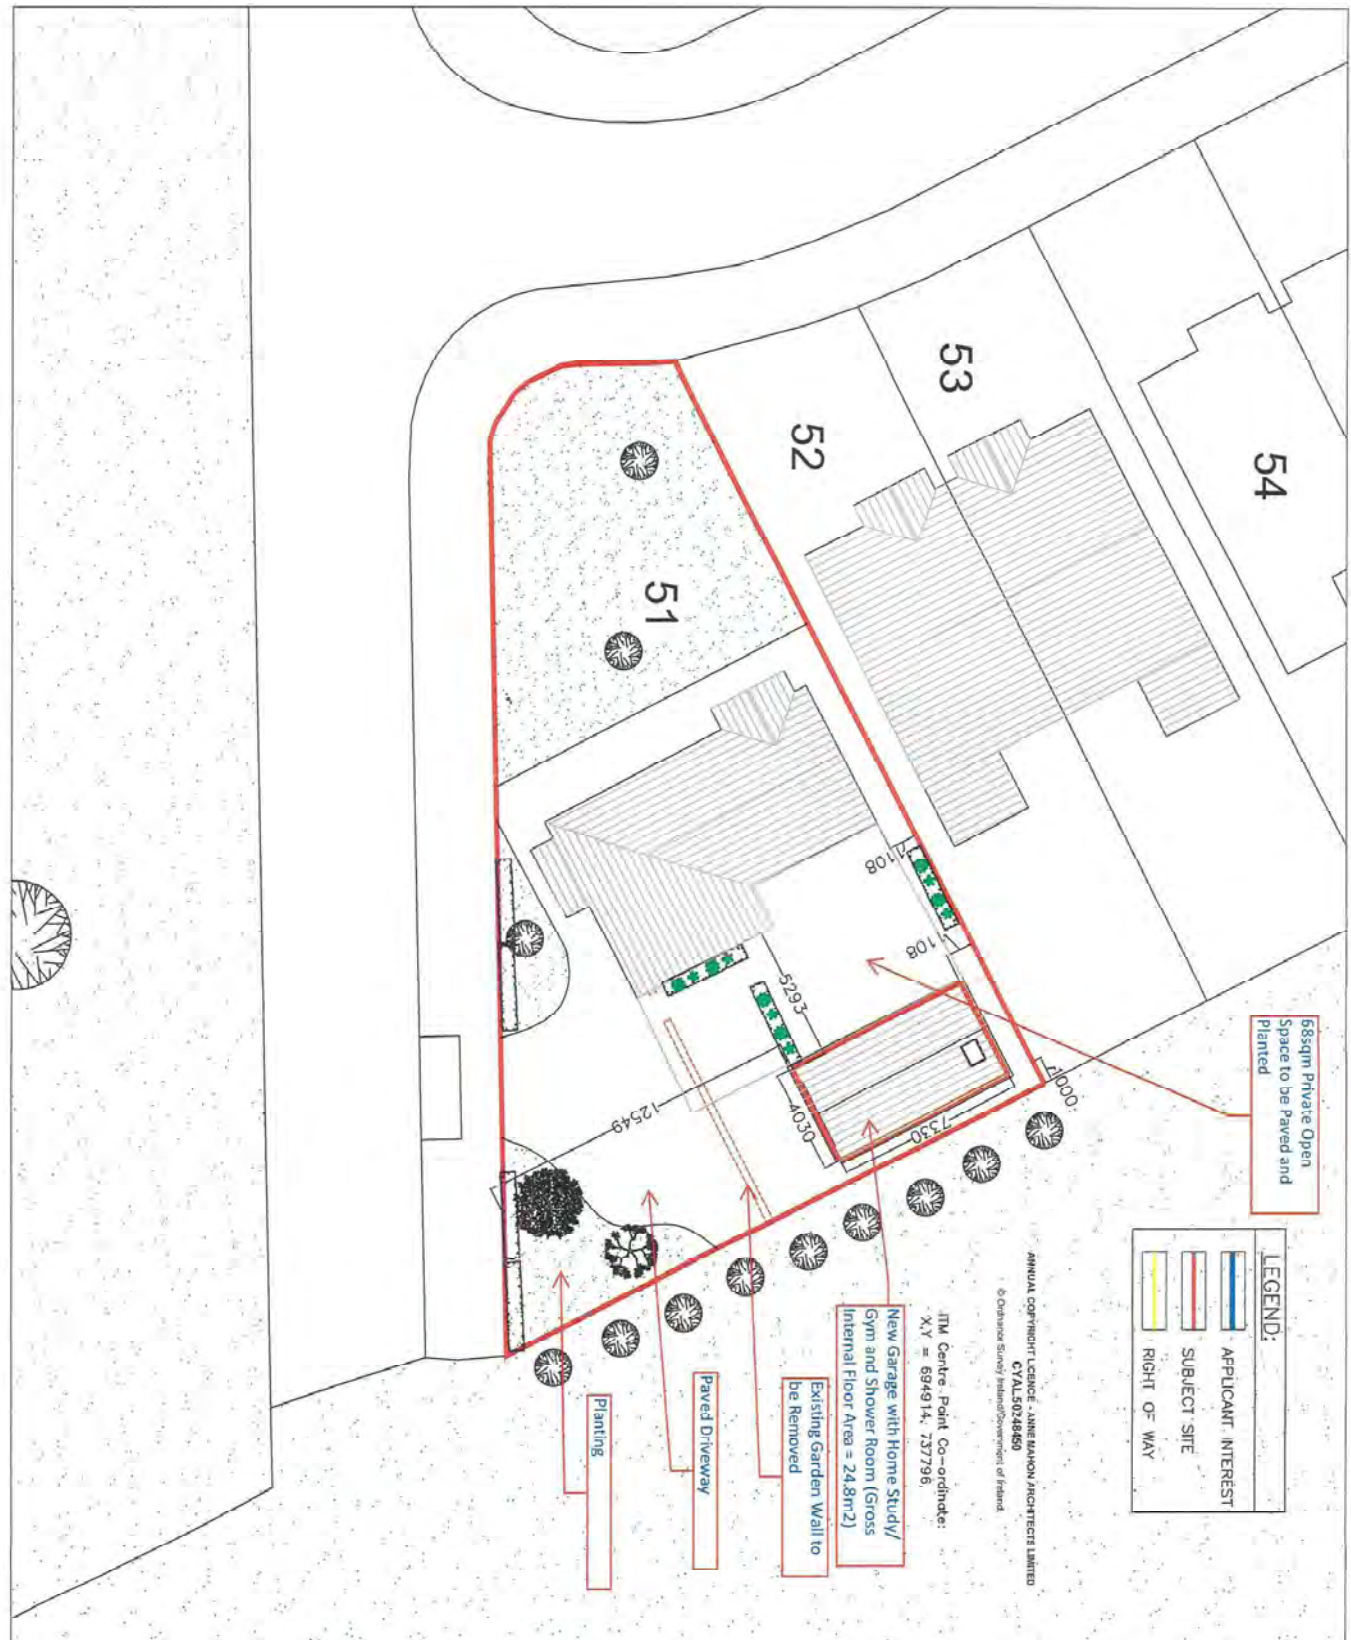 54
53
52
51
1108
1108
5293
1000
7330
4030
12549
68sqm Private Open
Space to be Paved and
Planted
LEGEND:
APPLICANT INTEREST
SUBJECT SITE
RIGHT OF WAY
ANNUAL COPYRIGHT LICENCE - ANNE MAHON ARCHITECTS LIMITED
CYAL50248450
© Ordnance Survey Ireland/Government of Ireland
ITM Centre Point Co-ordinate:
X,Y = 694914, 737796
New Garage with Home Study/
Gym and Shower Room (Gross
Internal Floor Area = 24.8m2)
Existing Garden Wall to
be Removed
Paved Driveway
Planting